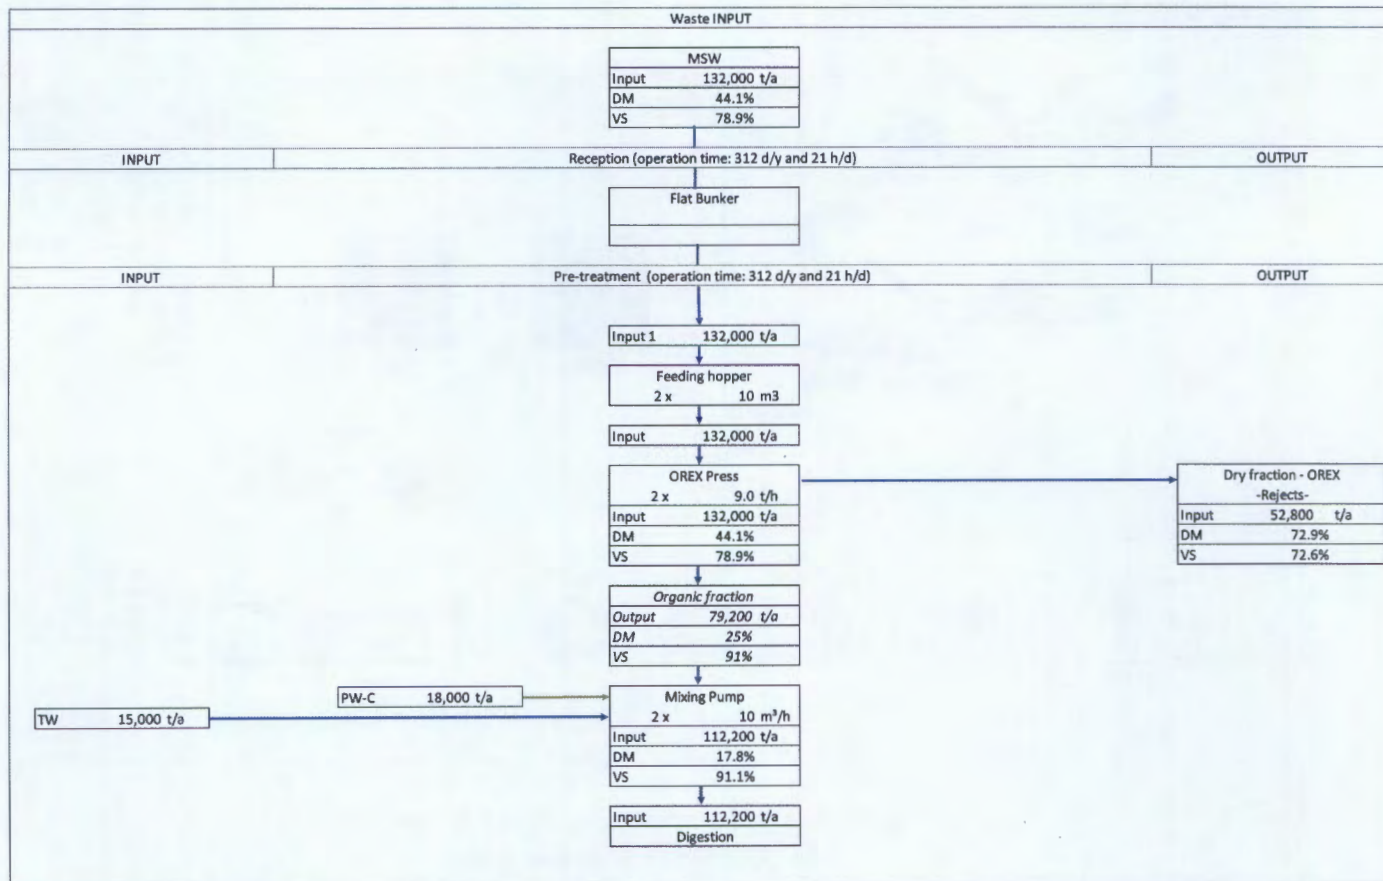 Waste INPUT
MSW
Input 132,000 t/a
DM 44.1%
VS 78.9%
INPUT Reception (operation time: 312 d/y and 21 h/d) OUTPUT
Flat Bunker
INPUT Pre-treatment (operation time: 312 d/y and 21 h/d) OUTPUT
Input 1 132,000 t/a
Feeding hopper
2 x 10 m3
Input 132,000 t/a
OREX Press
2 x 9.0 t/h
Input 132,000 t/a
DM 44.1%
VS 78.9%
Dry fraction - OREX
-Rejects-
Input 52,800 t/a
DM 72.9%
VS 72.6%
Organic fraction
Output 79,200 t/a
DM 25%
VS 91%
PW-C 18,000 t/a
TW 15,000 t/a
Mixing Pump
2 x 10 m³/h
Input 112,200 t/a
DM 17.8%
VS 91.1%
Input 112,200 t/a
Digestion